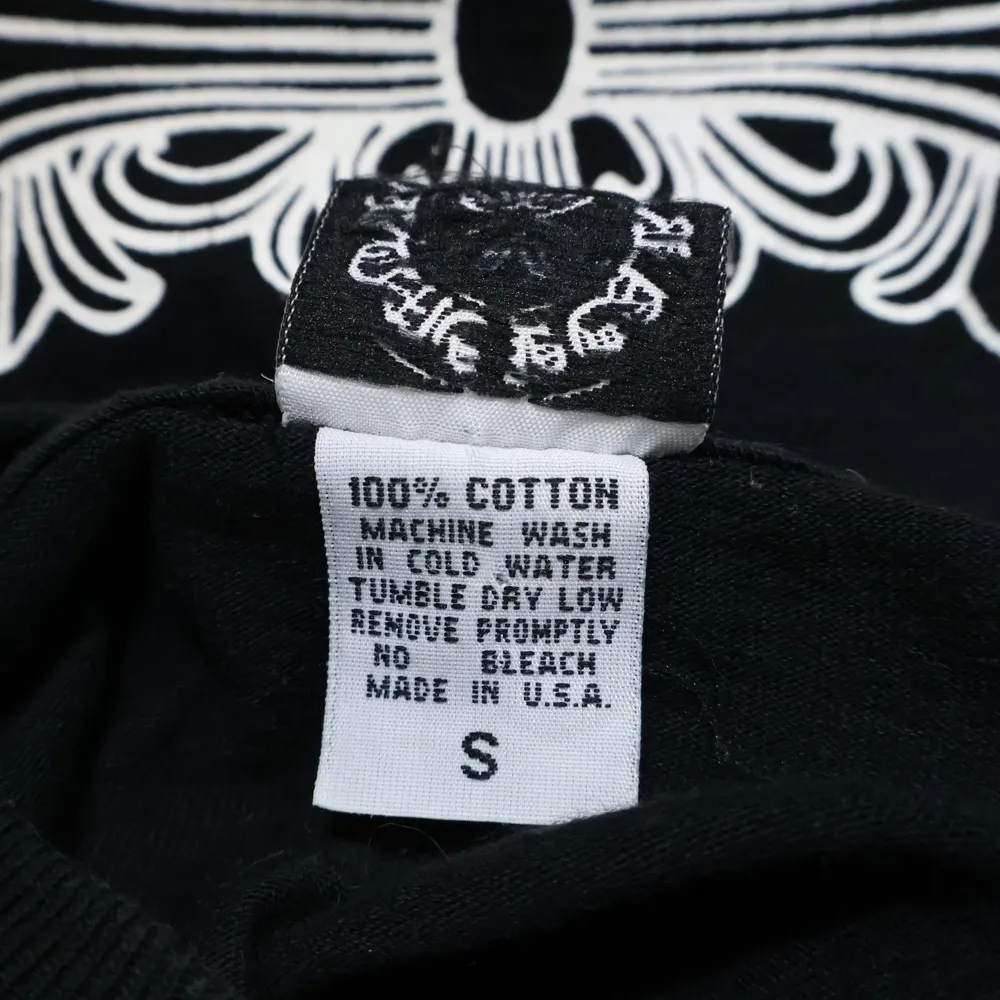 100% COTTON
MACHINE WASH
IN COLD WATER
TUMBLE DRY LOW
REMOVE PROMPTLY
NO BLEACH
MADE IN U.S.A.
S